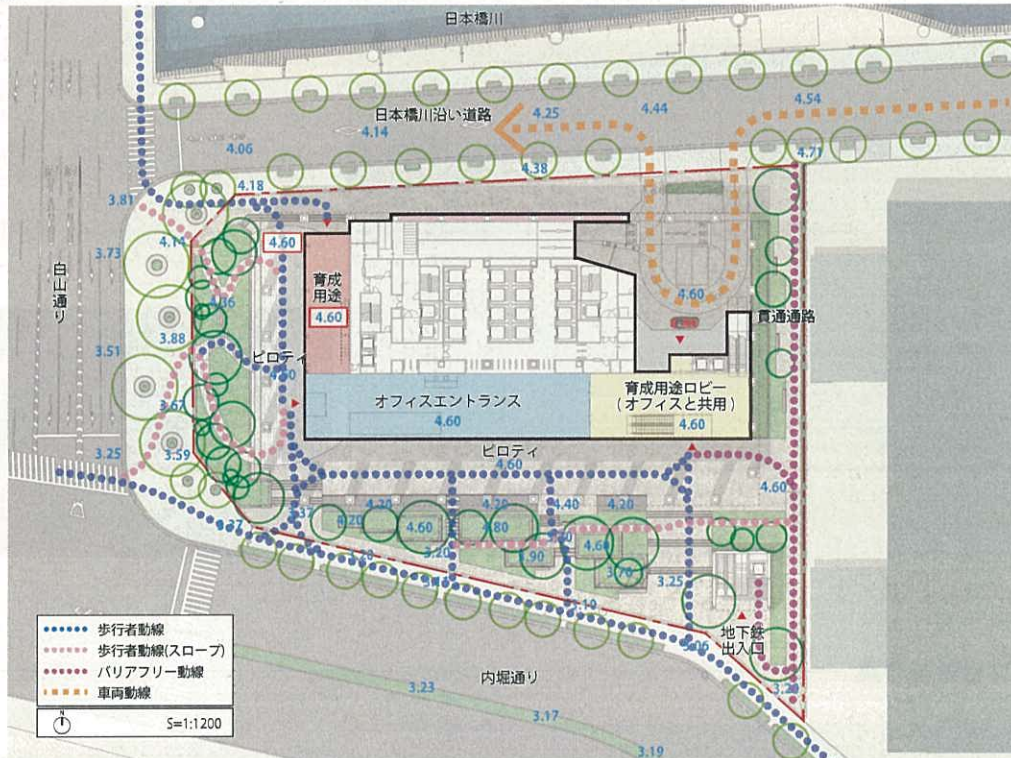 日本橋川
日本橋川沿い道路
4.25
4.44
4.54
4.14
4.06
4.38
4.71
4.18
3.81
4.14
4.60
3.73
育成
用途
4.60
4.60
白山通り
貫通通路
3.88
3.51
ピロティ
オフィスエントランス
4.60
育成用途ロビー
(オフィスと共用)
4.60
3.67
ピロティ
4.60
3.25
3.59
4.60
4.20
4.20
4.40
4.20
4.20
4.60
4.80
4.60
3.20
3.90
3.70
3.25
地下鉄
出入口
3.20
内堀通り
3.23
3.17
3.19
歩行者動線
歩行者動線(スロープ)
バリアフリー動線
車両動線
N
S=1:1200